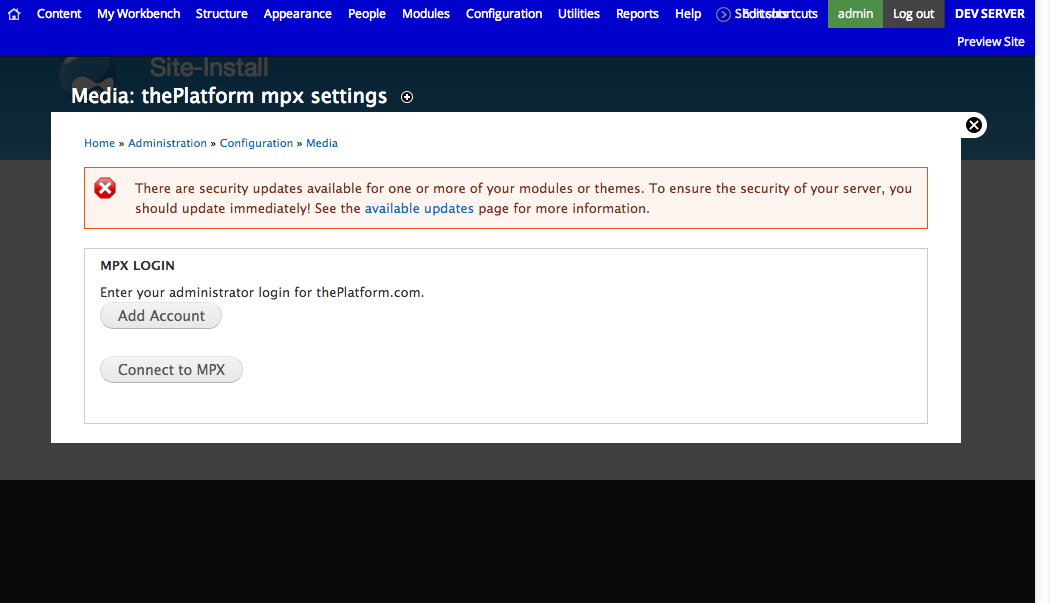 Content My Workbench Structure Appearance People Modules Configuration Utilities Reports Help Edit shortcuts admin Log out DEV SERVER
Preview Site
Site-Install
Media: thePlatform mpx settings
Home » Administration » Configuration » Media
There are security updates available for one or more of your modules or themes. To ensure the security of your server, you
should update immediately! See the available updates page for more information.
MPX LOGIN
Enter your administrator login for thePlatform.com.
Add Account
Connect to MPX